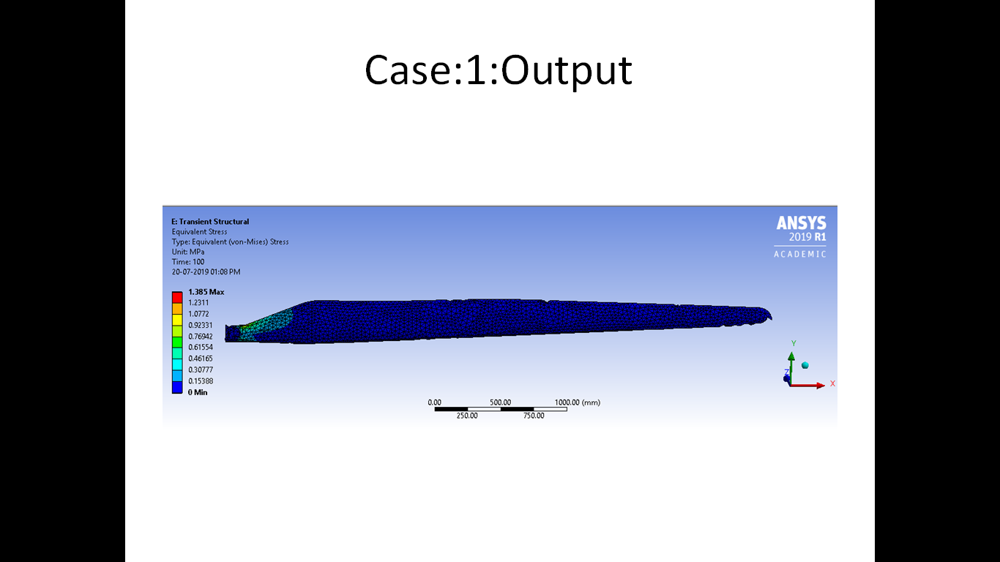 Case:1:Output
E: Transient Structural
Equivalent Stress
Type: Equivalent (von-Mises) Stress
Unit: MPa
Time: 100
20-07-2019 01:08 PM
ANSYS
2019 R1
ACADEMIC
1.385 Max
1.2311
1.0772
0.92331
0.76942
0.61554
0.46165
0.30777
0.15388
0 Min
Y
Z
X
0.00 500.00 1000.00 (mm)
250.00 750.00